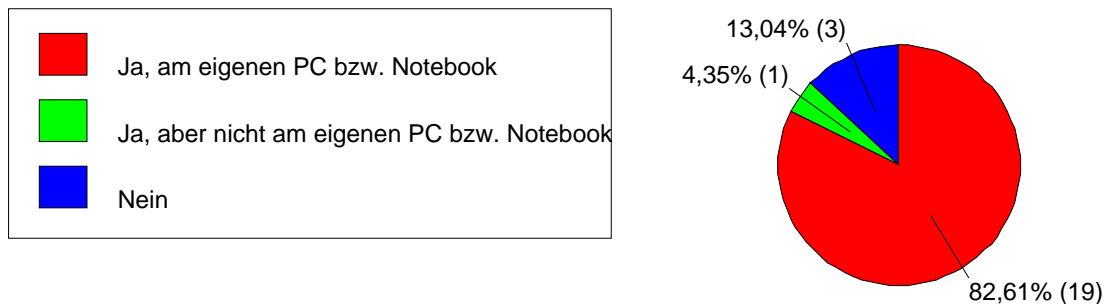 Ja, am eigenen PC bzw. Notebook
Ja, aber nicht am eigenen PC bzw. Notebook
Nein
13,04% (3)
4,35% (1)
82,61% (19)